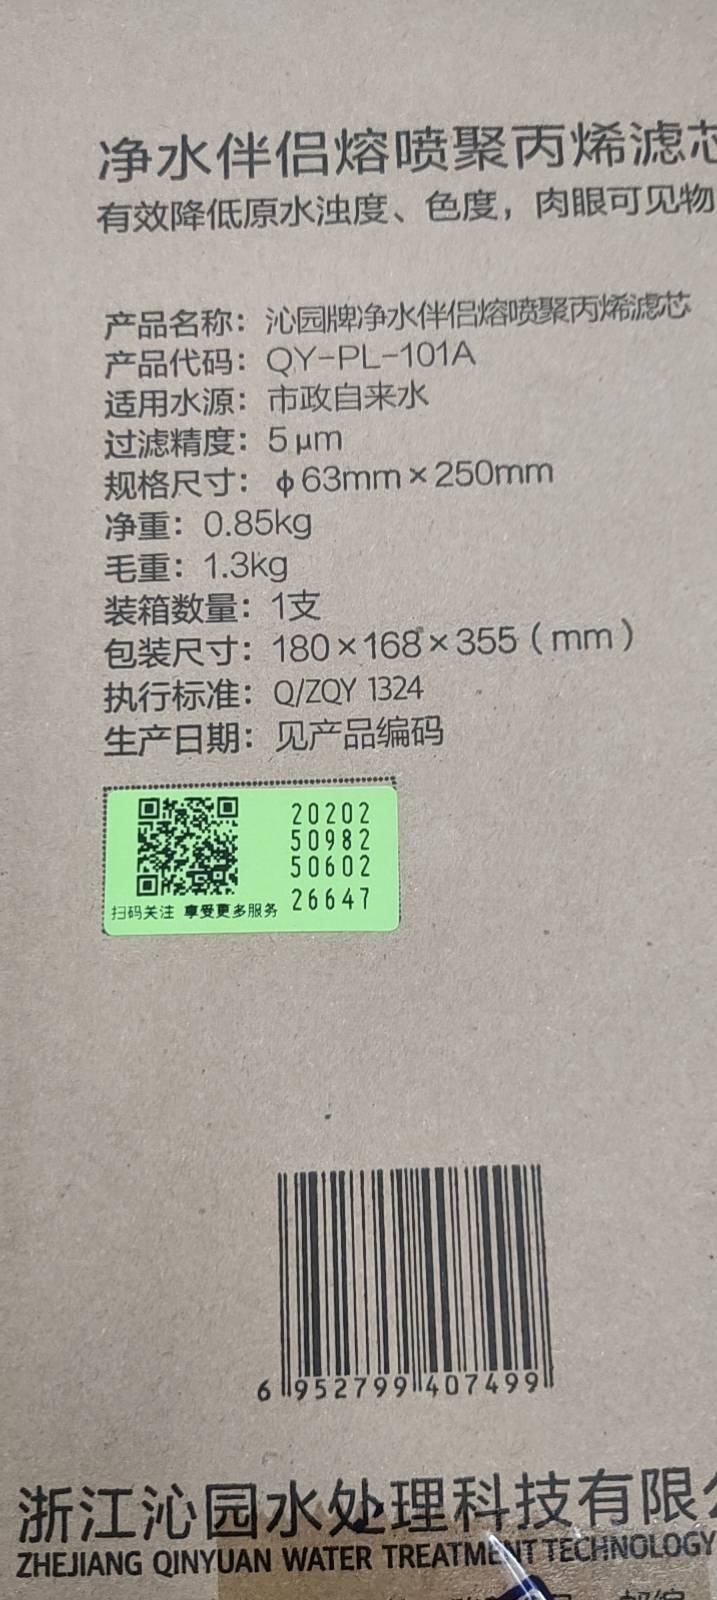 净水伴侣熔喷聚丙烯滤芯
有效降低原水浊度、色度，肉眼可见物
产品名称：沁园牌净水伴侣熔喷聚丙烯滤芯
产品代码：QY-PL-101A
适用水源：市政自来水
过滤精度：5μm
规格尺寸：ф63mm×250mm
净重：0.85kg
毛重：1.3kg
装箱数量：1支
包装尺寸：180×168×355（mm）
执行标准：Q/ZQY 1324
生产日期：见产品编码
20202
50982
50602
26647
扫码关注 享受更多服务
6 952799 407499
浙江沁园水处理科技有限公
ZHEJIANG QINYUAN WATER TREATMENT TECHNOLOGY